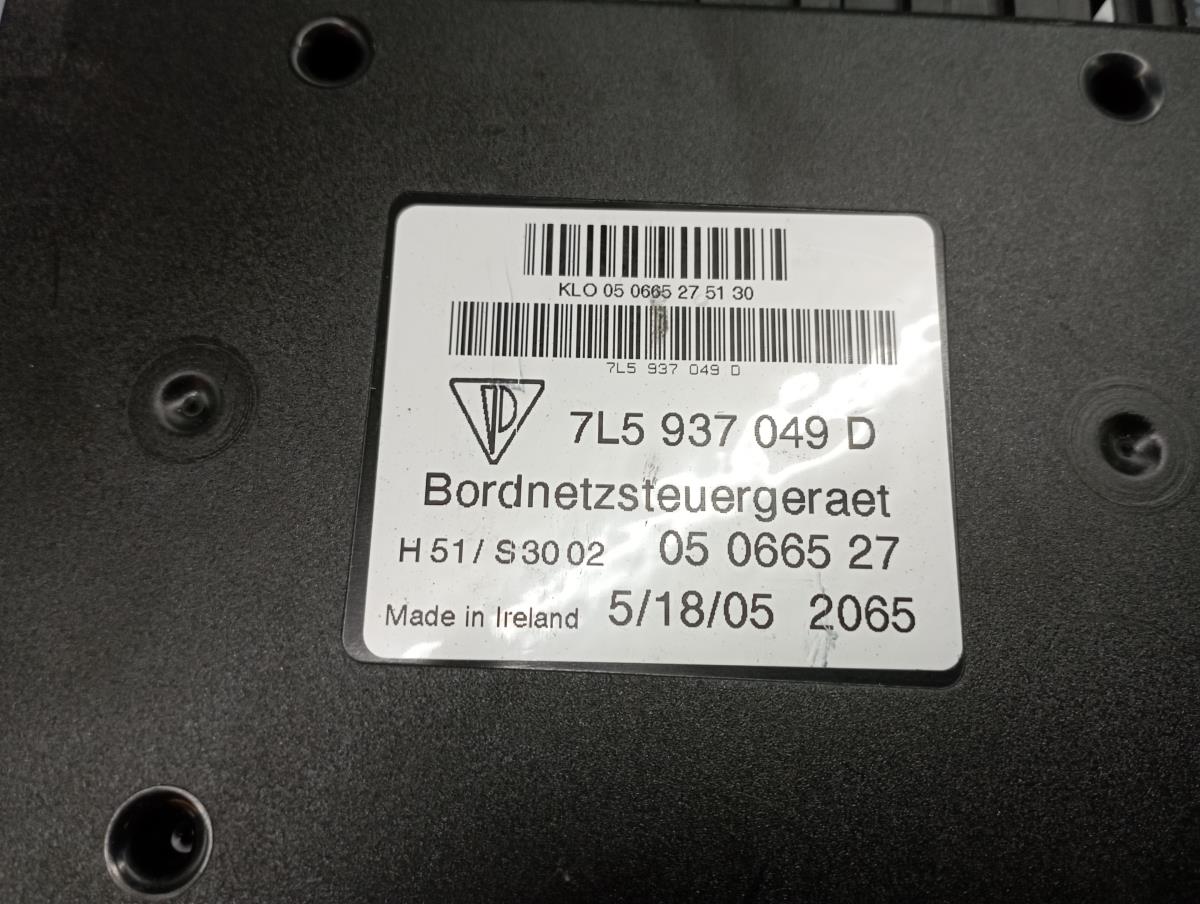 KLO 05 0665 27 51 30
7L5 937 049 D
7L5 937 049 D
Bordnetzsteuergeraet
H 51 / S 30 02 05 0665 27
Made in Ireland 5/18/05 2065